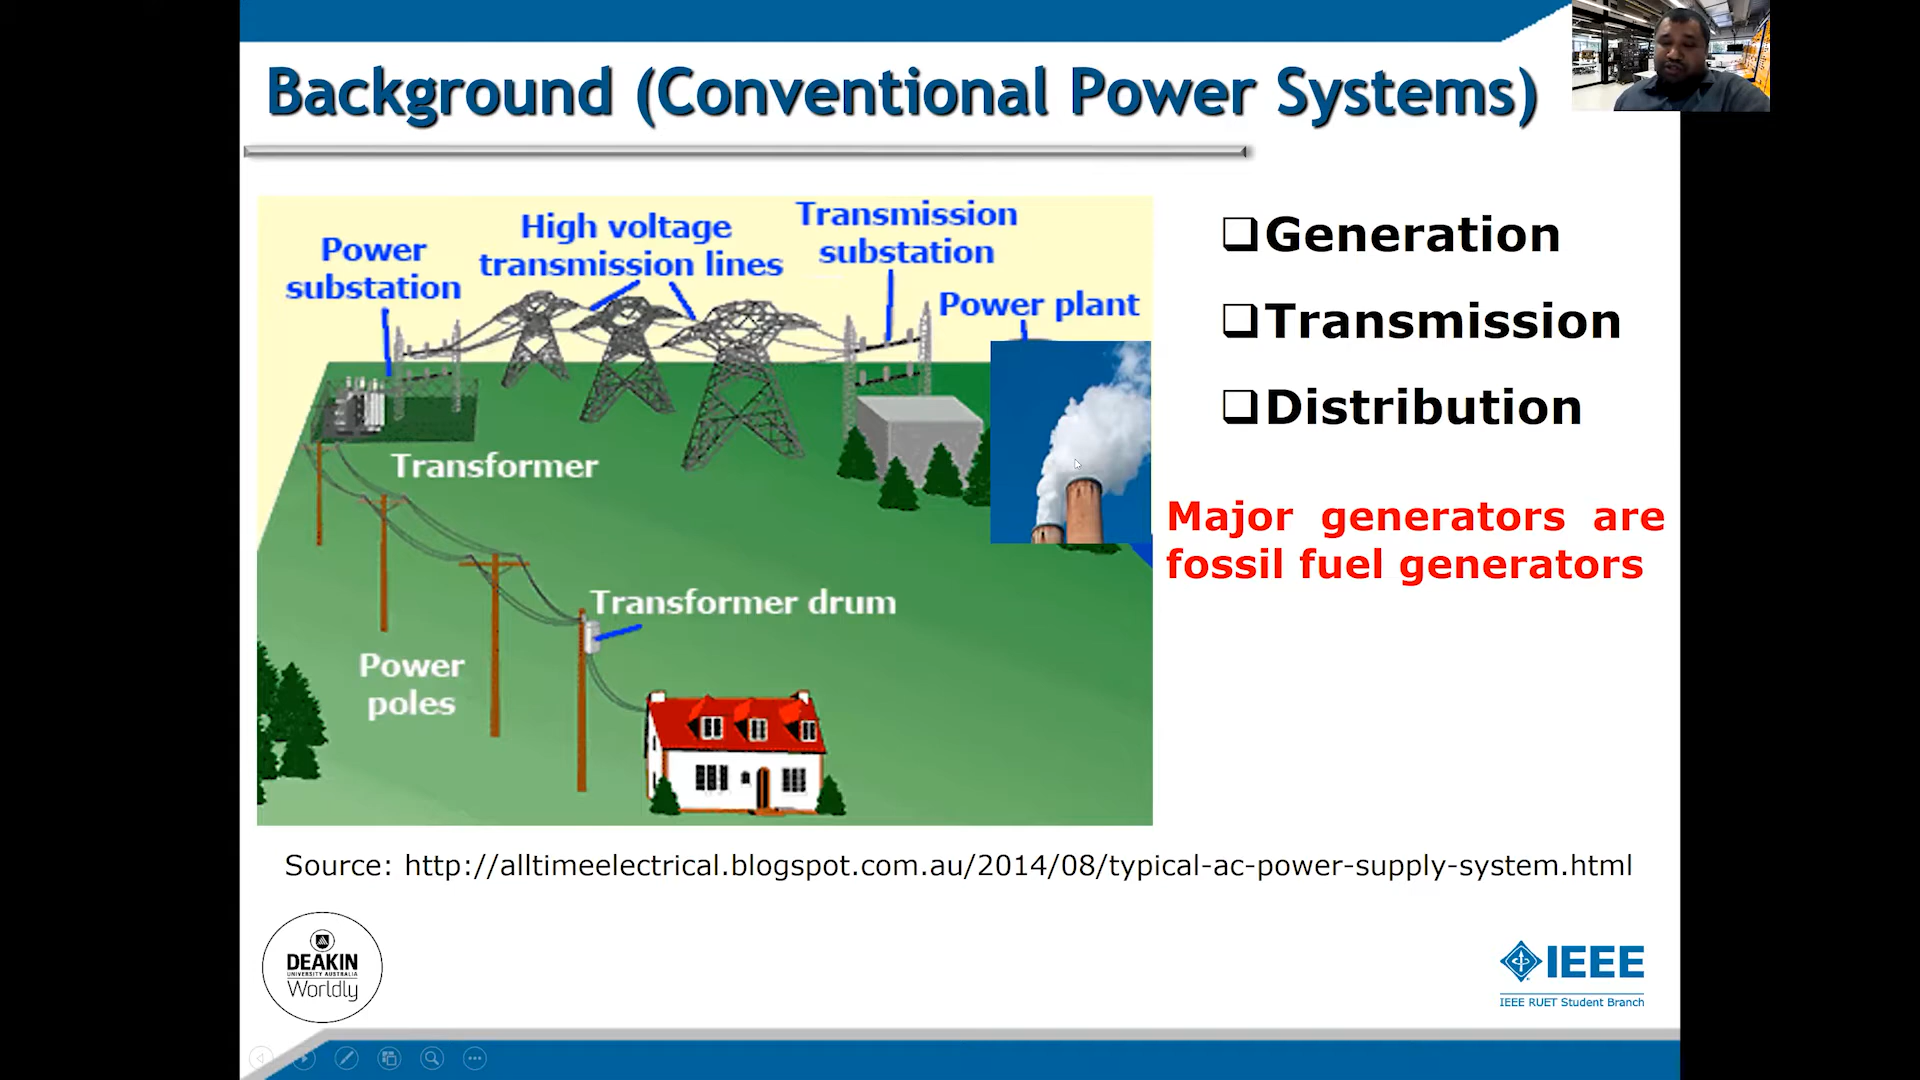 Background (Conventional Power Systems)
Power
substation
High voltage
transmission lines
Transmission
substation
Power plant
Transformer
Transformer drum
Power
poles
❑Generation
❑Transmission
❑Distribution
Major generators are
fossil fuel generators
Source: http://alltimeelectrical.blogspot.com.au/2014/08/typical-ac-power-supply-system.html
DEAKIN
UNIVERSITY AUSTRALIA
Worldly
IEEE
IEEE RUET Student Branch